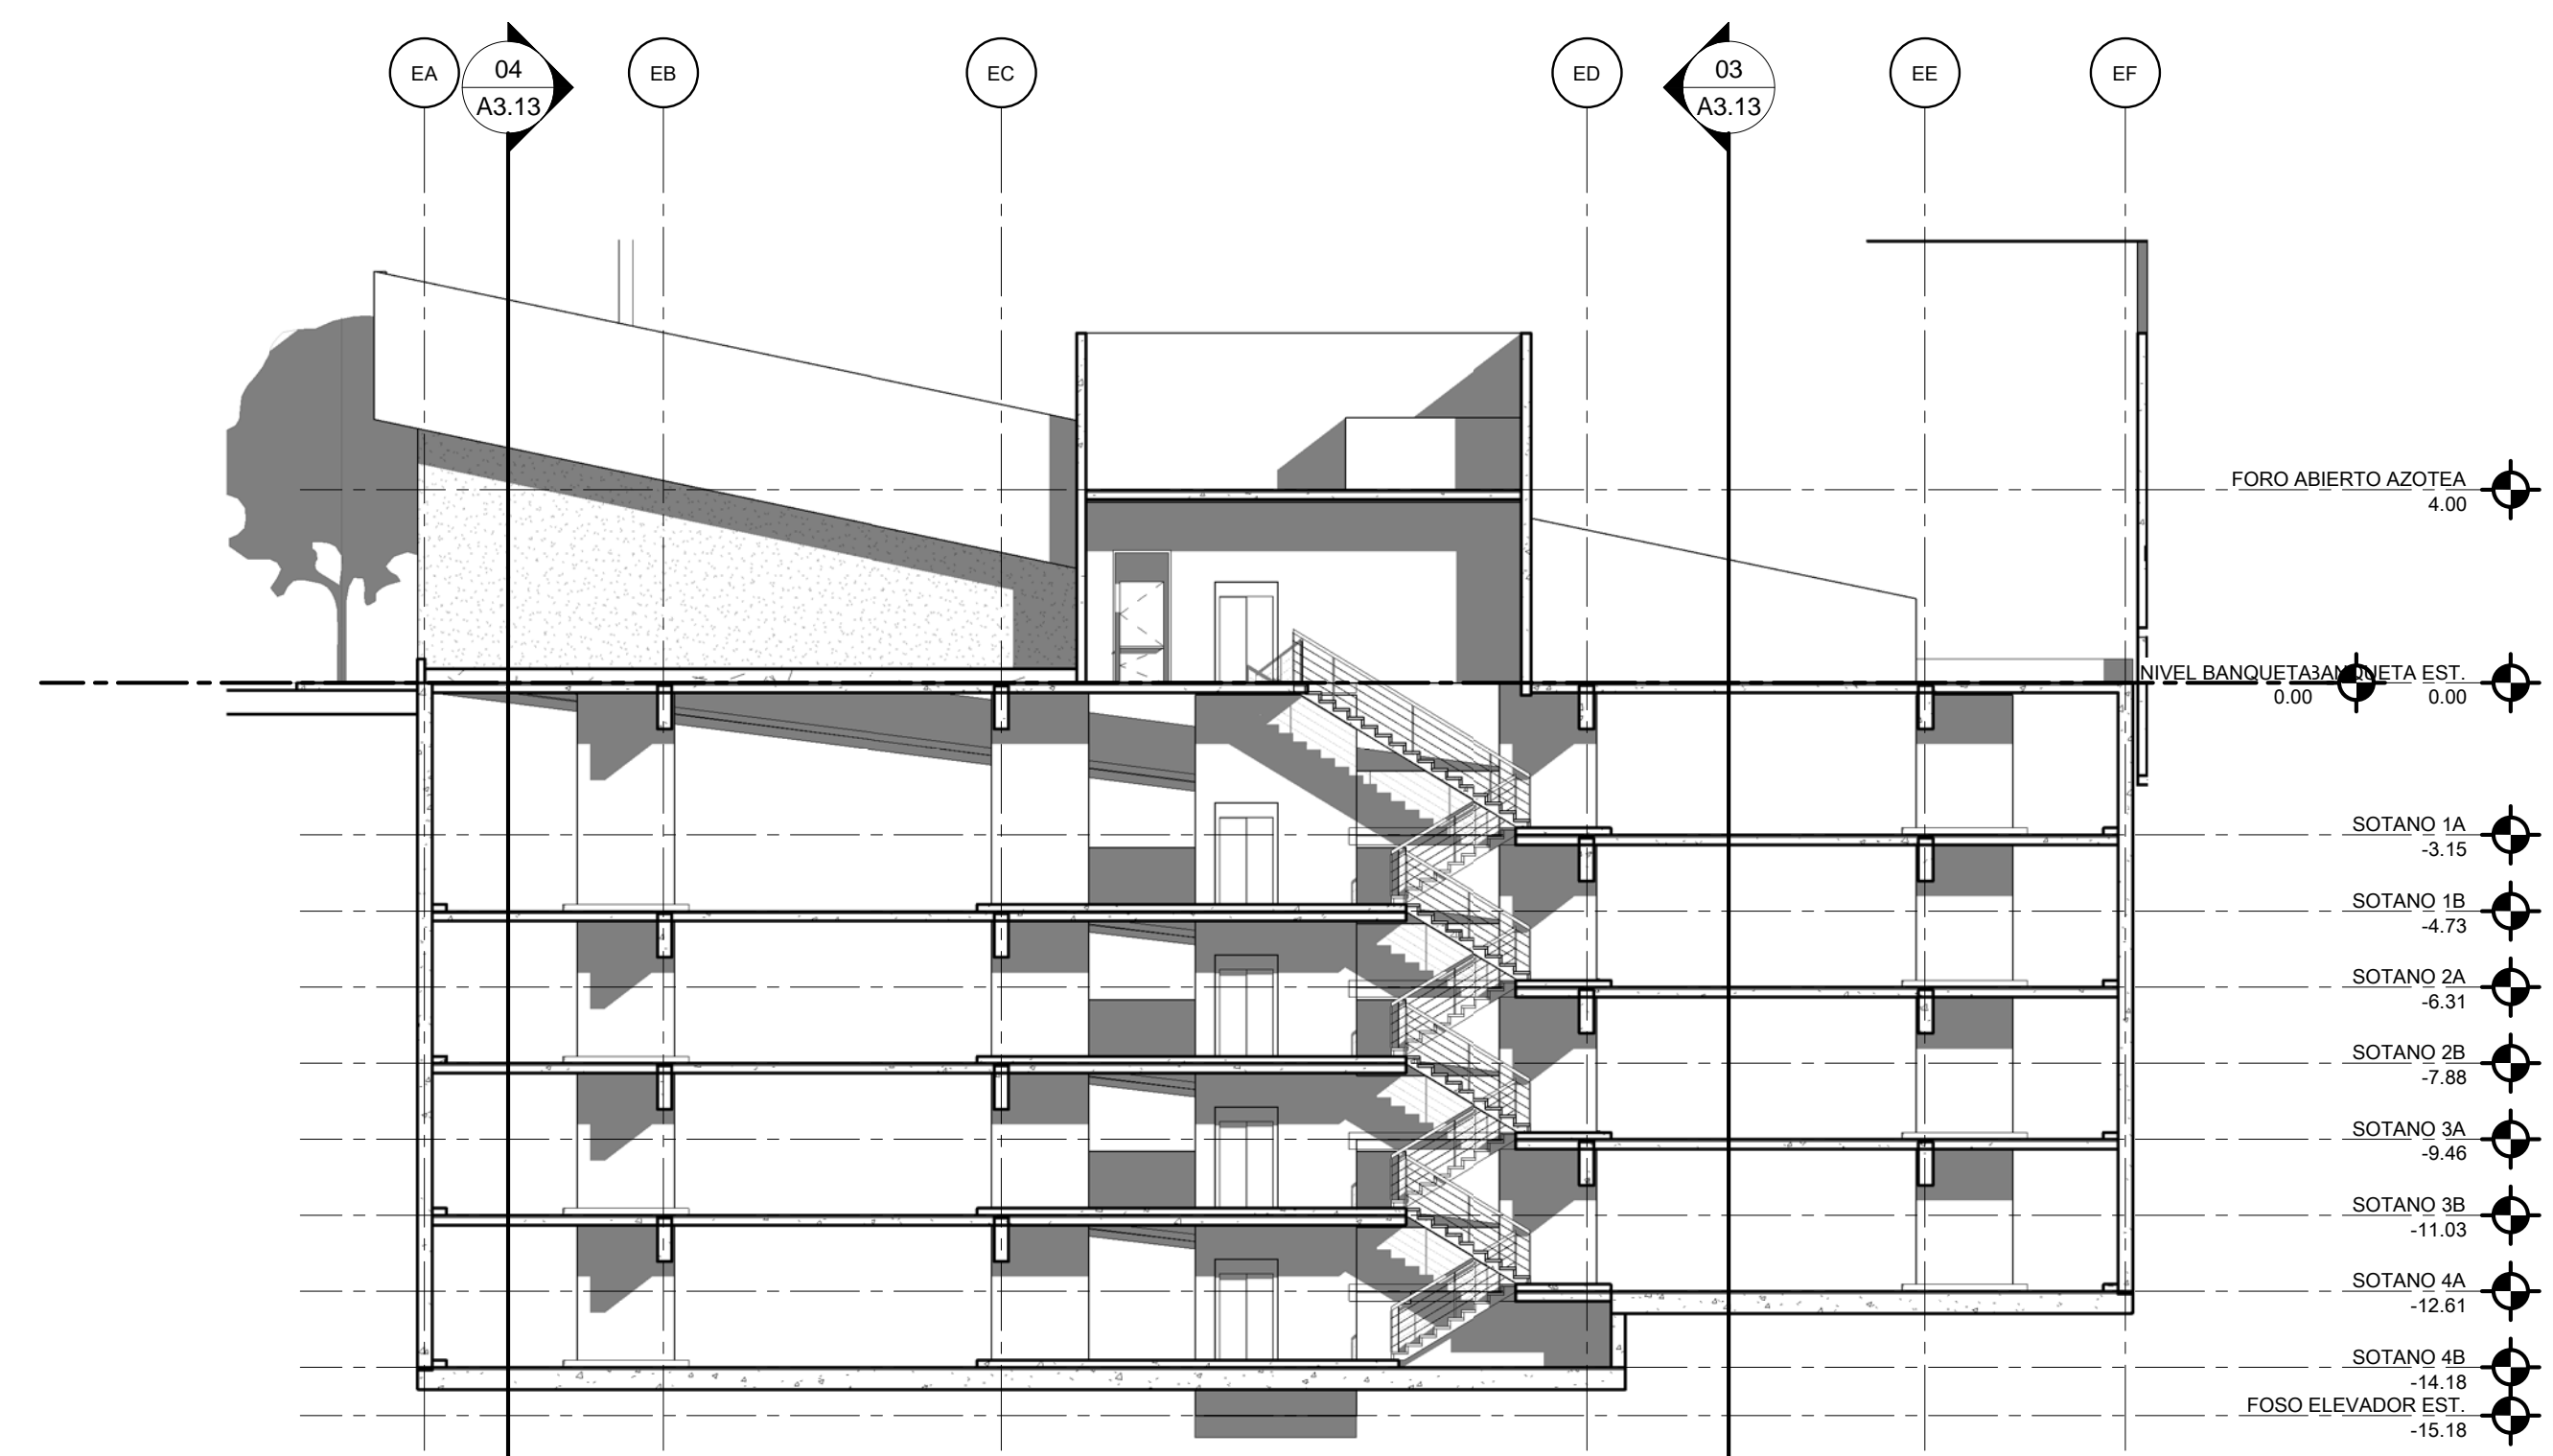 EA
04
A3.13
EB
EC
ED
03
A3.13
EE
EF
FORO ABIERTO AZOTEA
4.00
NIVEL BANQUETA
BANQUETA EST.
0.00
0.00
SOTANO 1A
-3.15
SOTANO 1B
-4.73
SOTANO 2A
-6.31
SOTANO 2B
-7.88
SOTANO 3A
-9.46
SOTANO 3B
-11.03
SOTANO 4A
-12.61
SOTANO 4B
-14.18
FOSO ELEVADOR EST.
-15.18